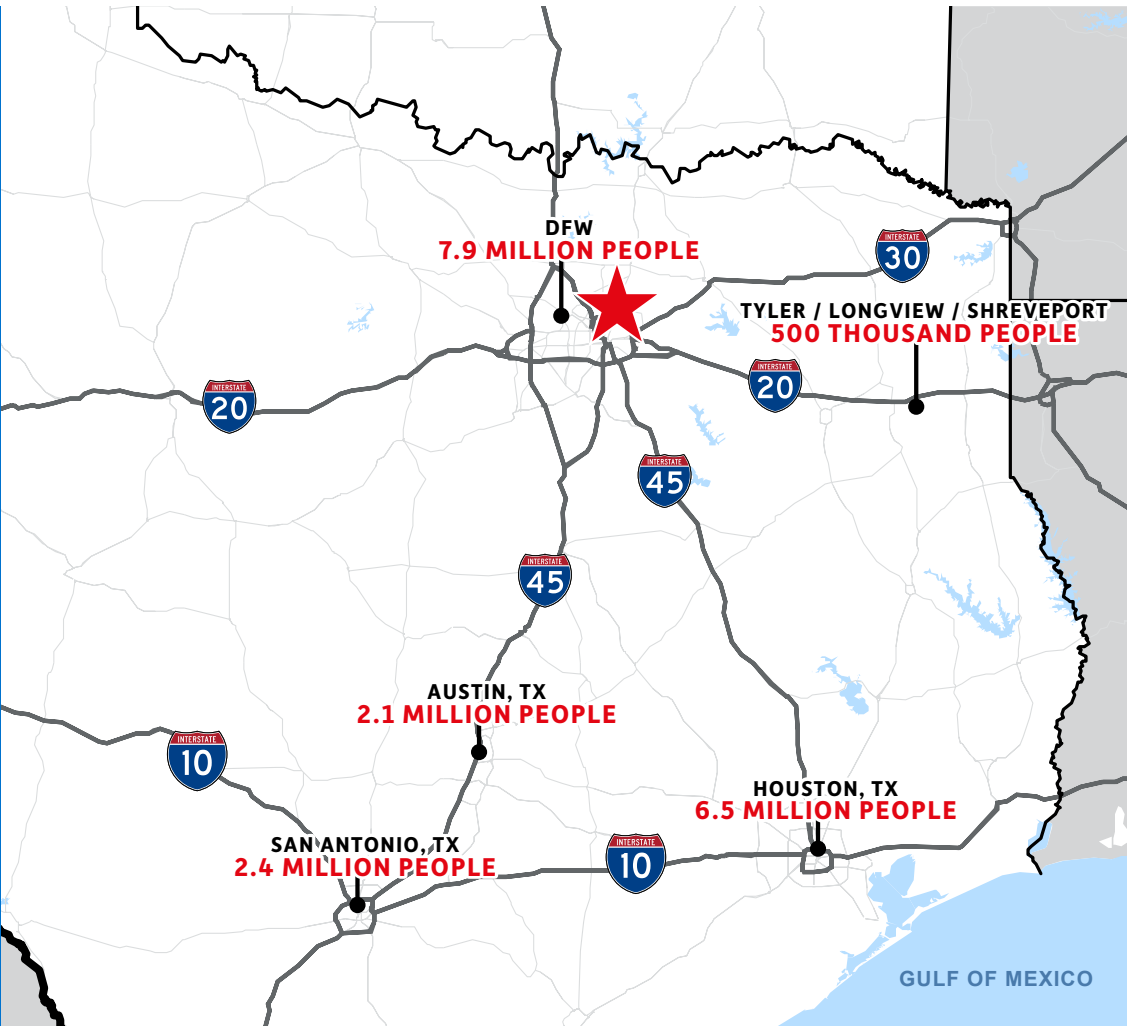 DFW
7.9 MILLION PEOPLE
INTERSTATE
30
TYLER / LONGVIEW / SHREVEPORT
500 THOUSAND PEOPLE
INTERSTATE
20
INTERSTATE
20
INTERSTATE
45
INTERSTATE
45
AUSTIN, TX
2.1 MILLION PEOPLE
INTERSTATE
10
HOUSTON, TX
6.5 MILLION PEOPLE
SAN ANTONIO, TX
2.4 MILLION PEOPLE
INTERSTATE
10
GULF OF MEXICO